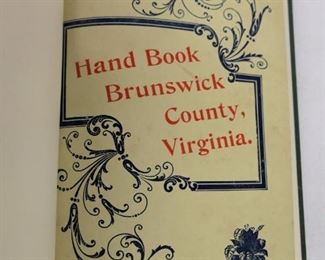 Hand Book
Brunswick
County,
Virginia.